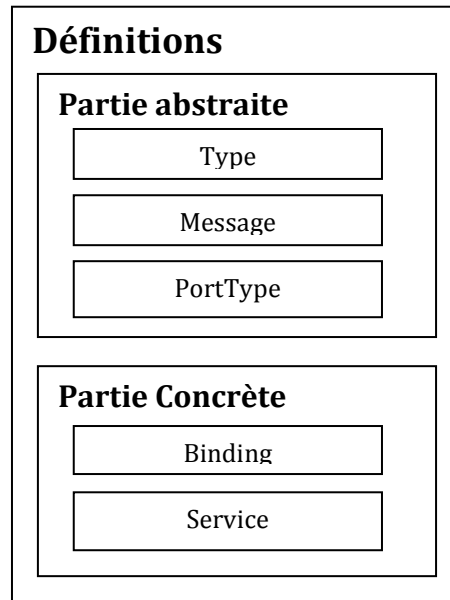 Définitions
Partie abstraite
Type
Message
PortType
Partie Concrète
Binding
Service